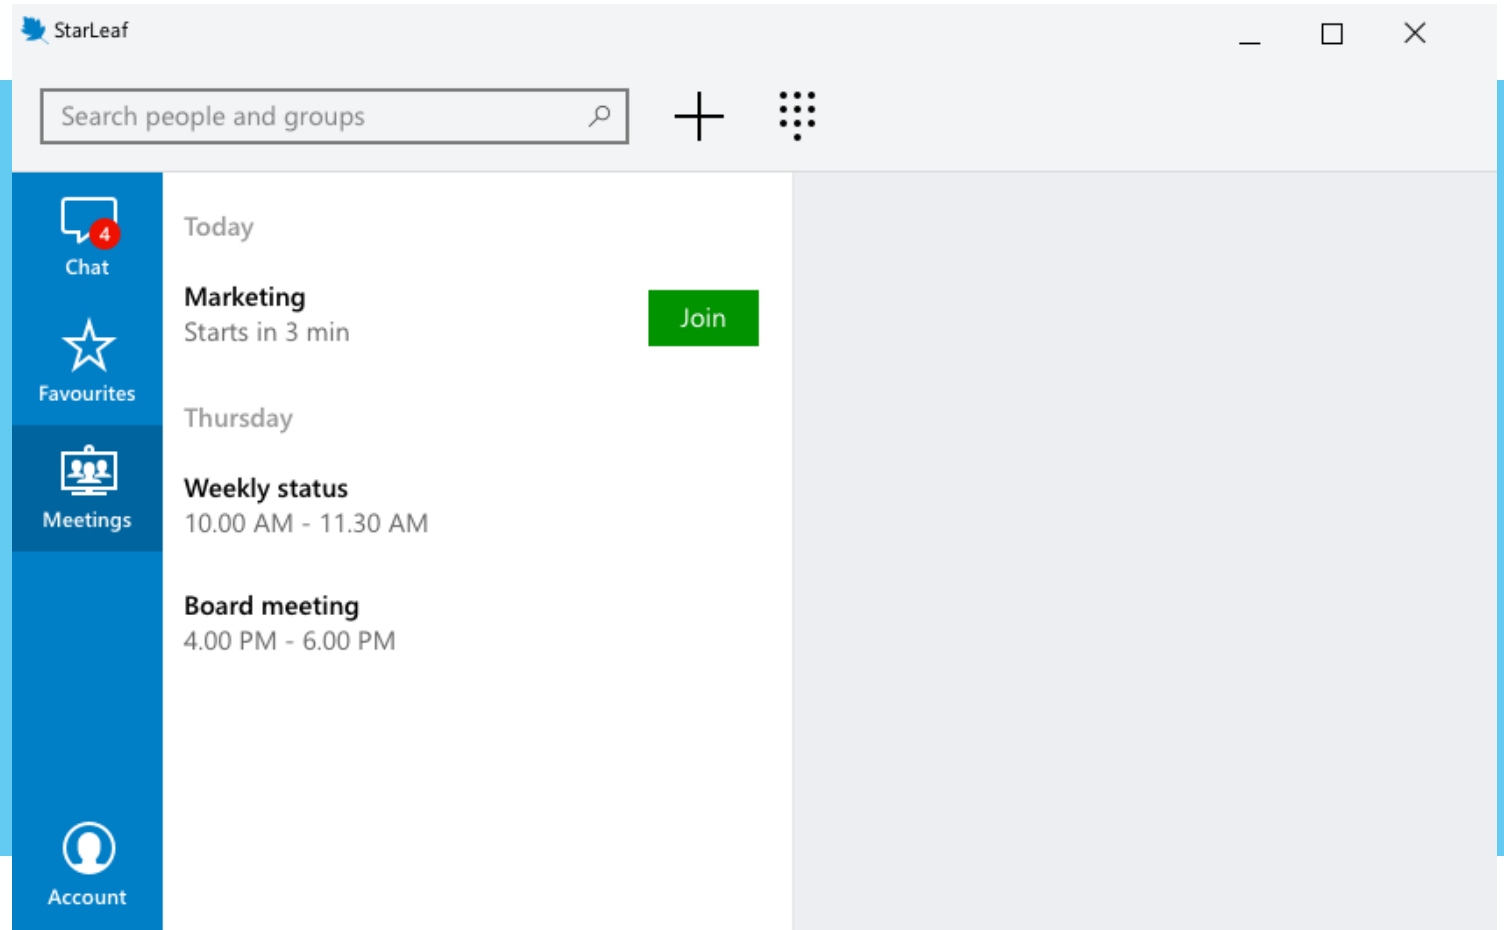 StarLeaf
Search people and groups
4
Chat
Favourites
Meetings
Account
Today
Marketing
Starts in 3 min
Join
Thursday
Weekly status
10.00 AM - 11.30 AM
Board meeting
4.00 PM - 6.00 PM